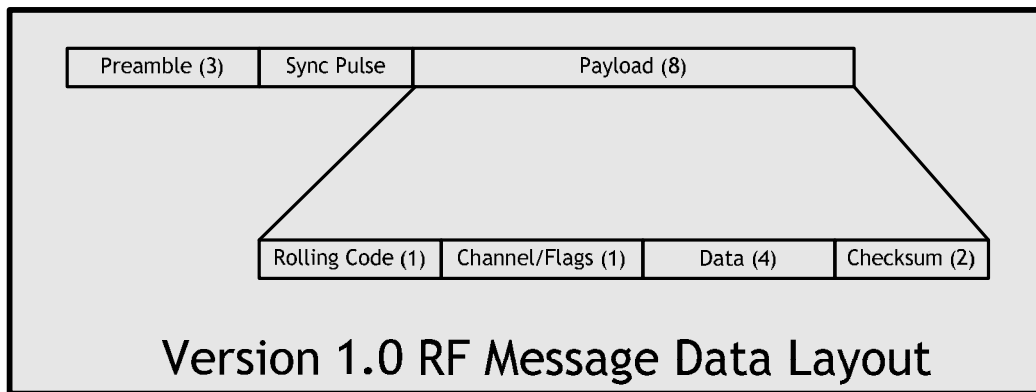 Preamble (3) Sync Pulse Payload (8)
Rolling Code (1) Channel/Flags (1) Data (4) Checksum (2)
Version 1.0 RF Message Data Layout